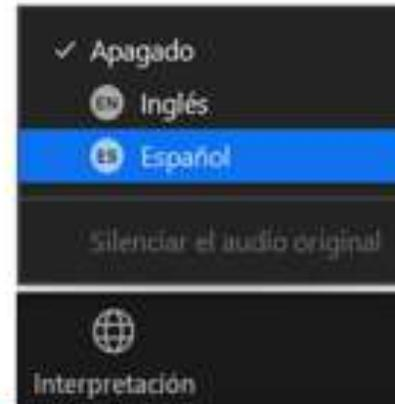 ✓ Apagado
EN Inglés
ES Español
Silenciar el audio original
Interpretación